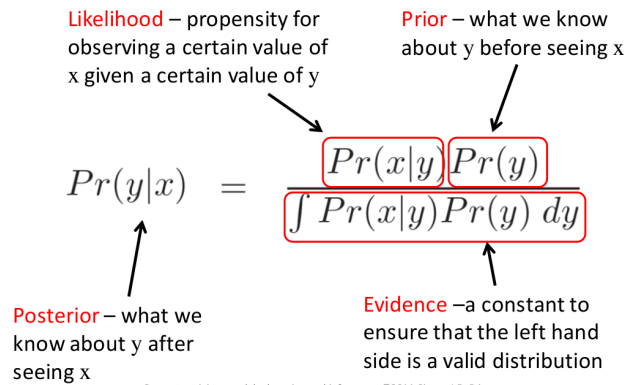 Likelihood – propensity for
observing a certain value of
x given a certain value of y
Prior – what we know
about y before seeing x
Pr(y|x) = Pr(x|y)Pr(y)
∫ Pr(x|y)Pr(y) dy
Posterior – what we
know about y after
seeing x
Evidence –a constant to
ensure that the left hand
side is a valid distribution